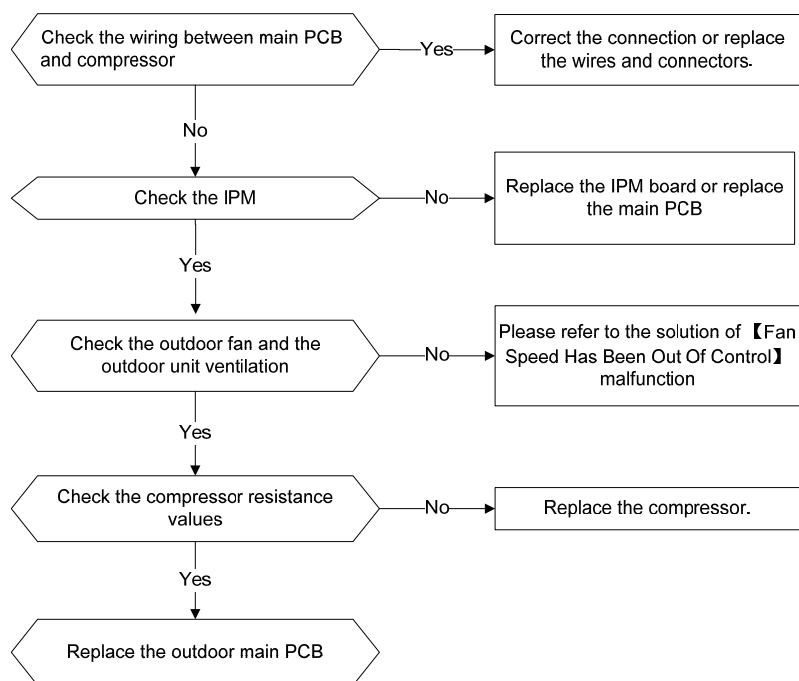 Check the wiring between main PCB
and compressor
Yes
Correct the connection or replace
the wires and connectors.
No
Check the IPM
No
Replace the IPM board or replace
the main PCB
Yes
Check the outdoor fan and the
outdoor unit ventilation
No
Please refer to the solution of 【Fan
Speed Has Been Out Of Control】
malfunction
Yes
Check the compressor resistance
values
No
Replace the compressor.
Yes
Replace the outdoor main PCB